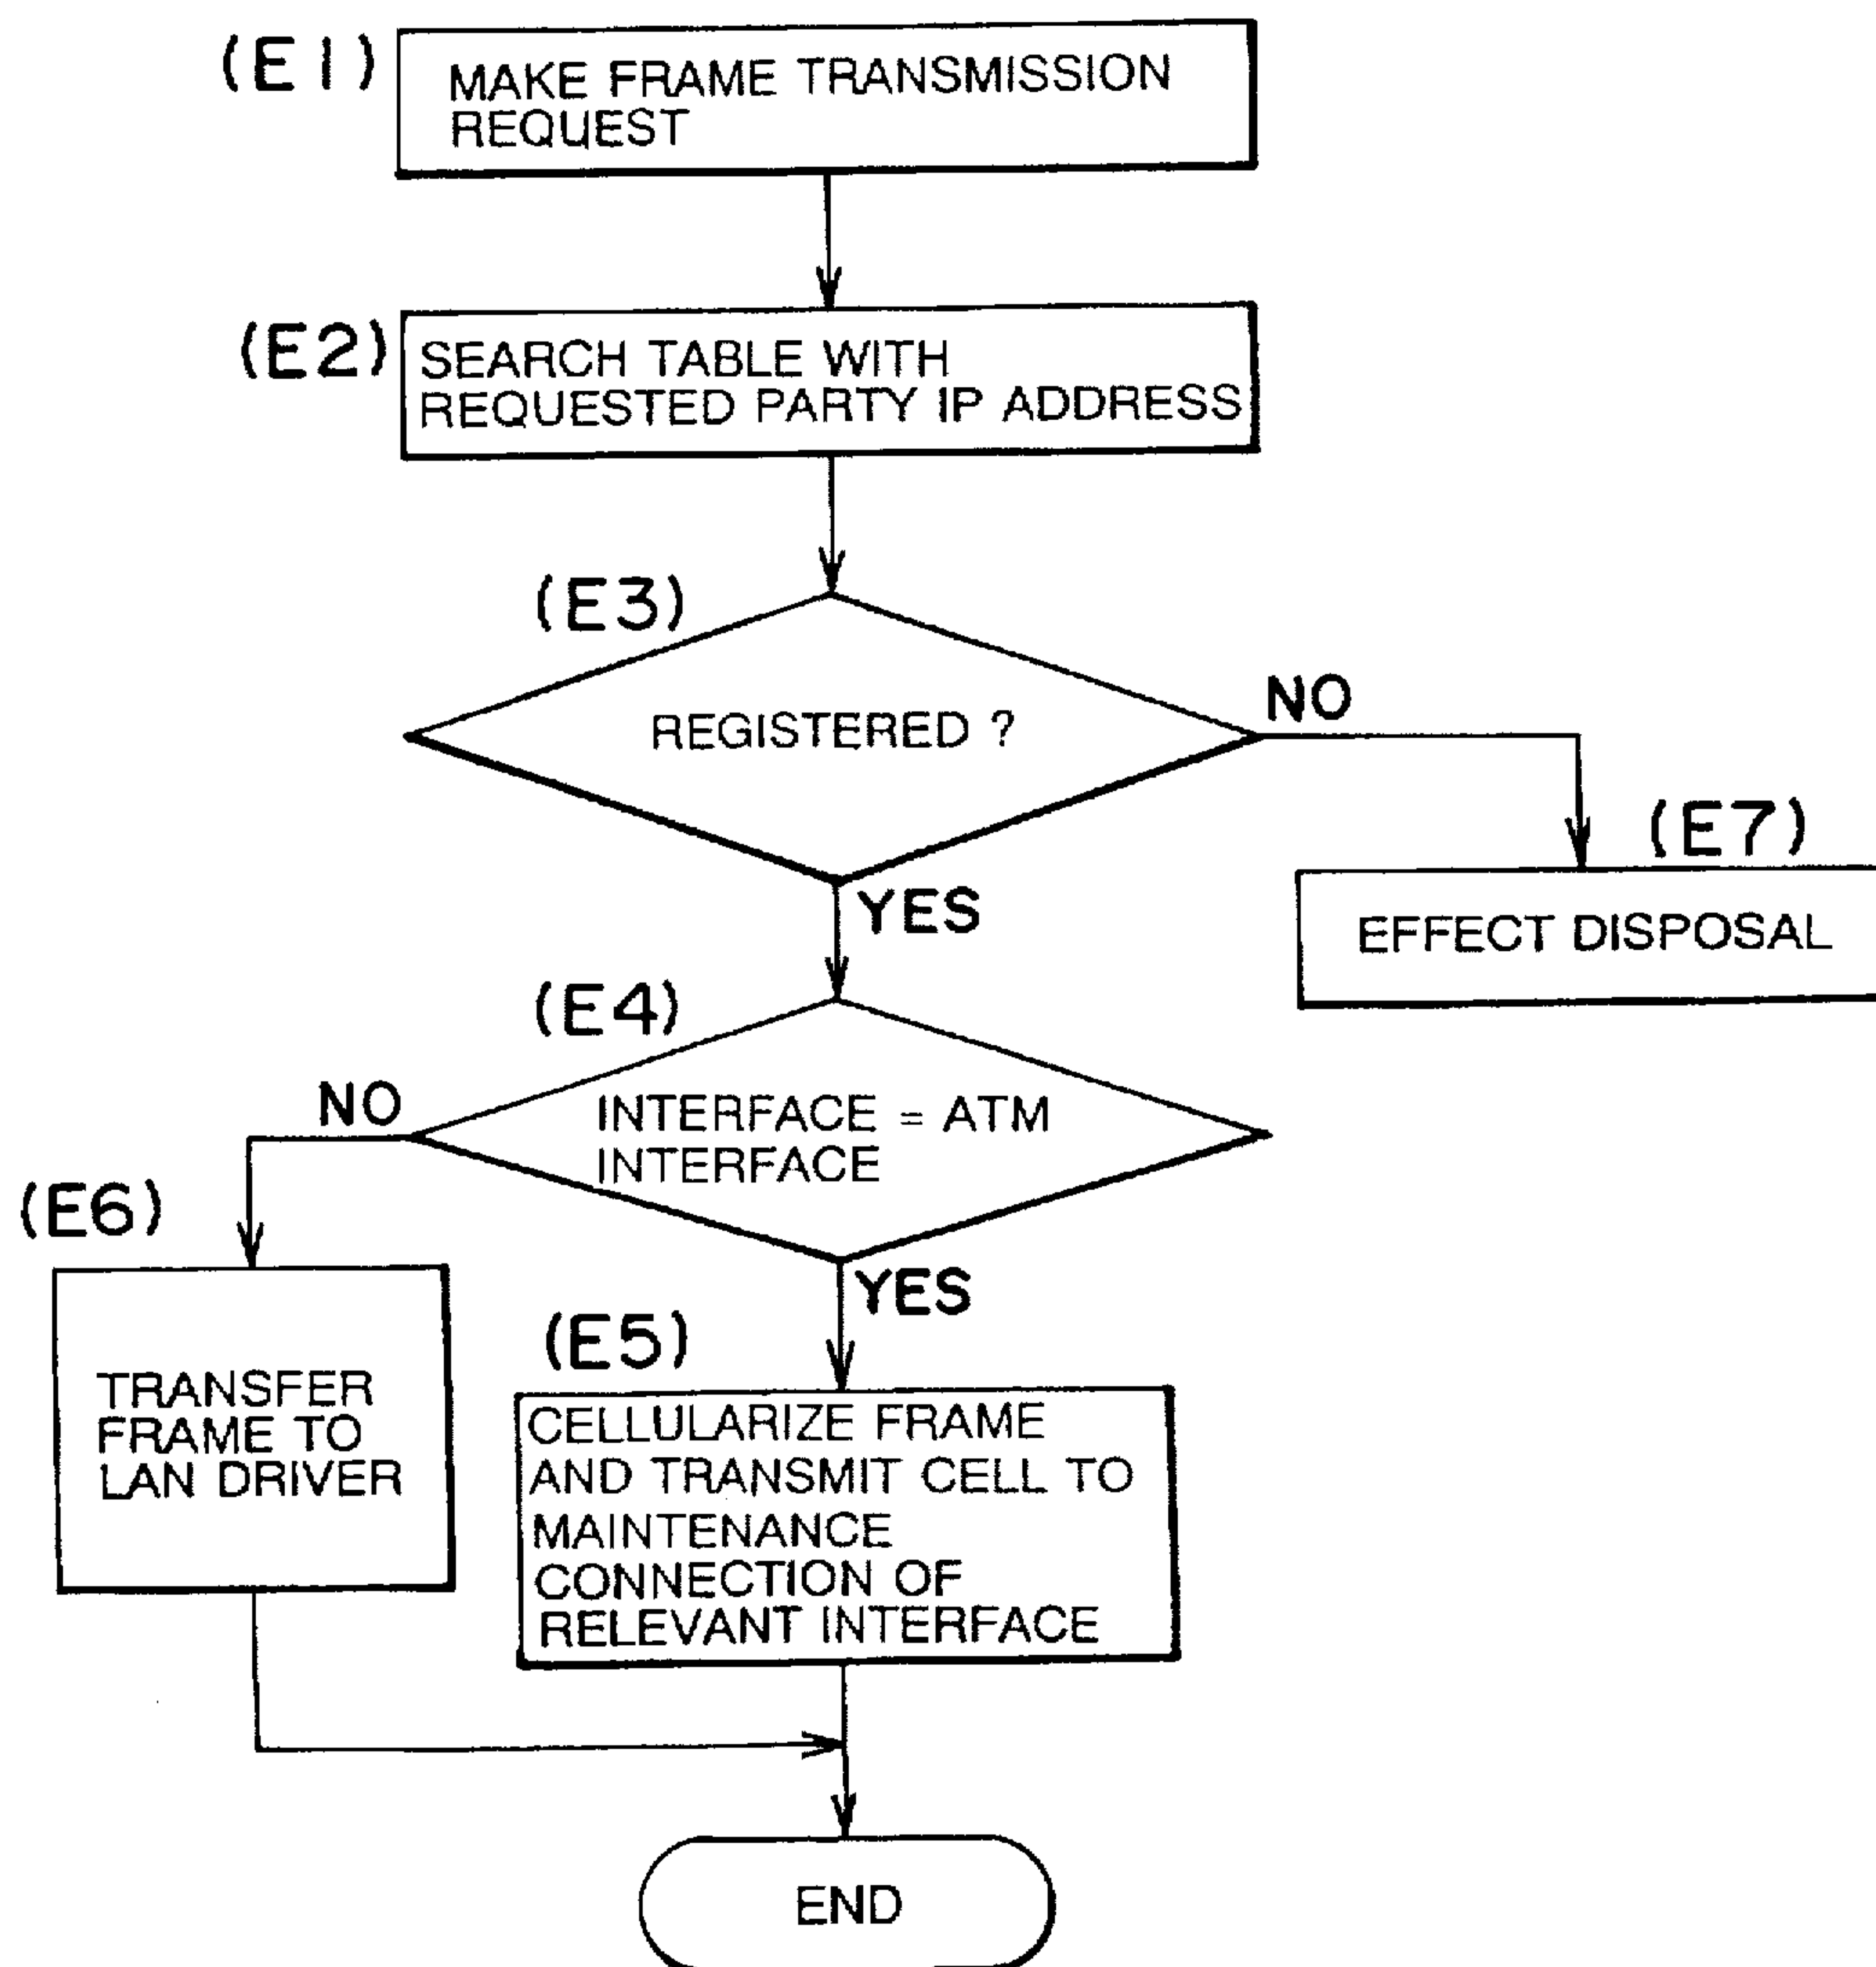 (E1)
MAKE FRAME TRANSMISSION
REQUEST
(E2)
SEARCH TABLE WITH
REQUESTED PARTY IP ADDRESS
(E3)
REGISTERED ?
NO
(E7)
EFFECT DISPOSAL
YES
(E4)
INTERFACE = ATM
INTERFACE
NO
(E6)
TRANSFER
FRAME TO
LAN DRIVER
YES
(E5)
CELLULARIZE FRAME
AND TRANSMIT CELL TO
MAINTENANCE
CONNECTION OF
RELEVANT INTERFACE
END